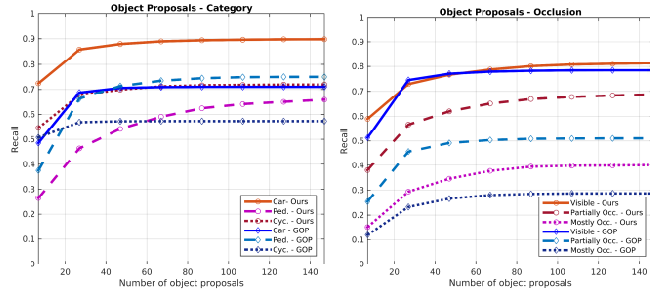 Object Proposals - Category
Recall
1
0.9
0.8
0.7
0.6
0.5
0.4
0.3
0.2
0.1
0
20
40
60
80
100
120
140
Number of object proposals
Car- Ours
Ped. - Ours
Cyc. - Ours
Car - GOP
Ped. - GOP
Cyc. - GOP
Object Proposals - Occlusion
Recall
1
0.9
0.8
0.7
0.6
0.5
0.4
0.3
0.2
0.1
0
20
40
60
80
100
120
140
Number of object proposals
Visible - Ours
Partially Occ. - Ours
Mostly Occ. - Ours
Visible - GOP
Partially Occ. - GOP
Mostly Occ. - GOP